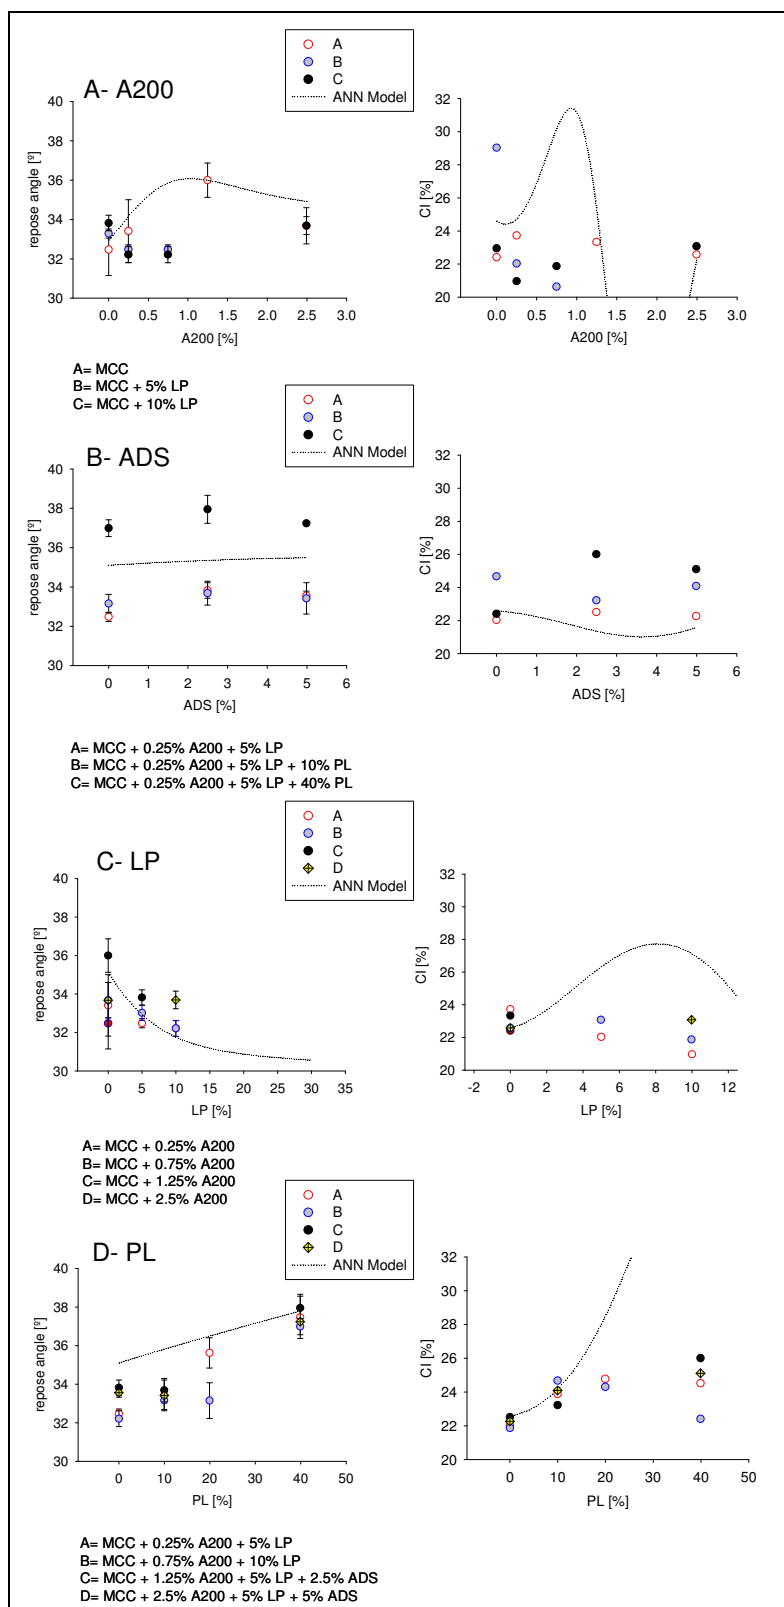 A
B
C
ANN Model
A- A200
40
38
36
34
32
30
repose angle [º]
0.0 0.5 1.0 1.5 2.0 2.5 3.0
A200 [%]
32
30
28
26
24
22
20
CI [%]
0.0 0.5 1.0 1.5 2.0 2.5 3.0
A200 [%]
A= MCC
B= MCC + 5% LP
C= MCC + 10% LP
A
B
C
ANN Model
B- ADS
40
38
36
34
32
30
repose angle [º]
0 1 2 3 4 5 6
ADS [%]
32
30
28
26
24
22
20
CI [%]
0 1 2 3 4 5 6
ADS [%]
A= MCC + 0.25% A200 + 5% LP
B= MCC + 0.25% A200 + 5% LP + 10% PL
C= MCC + 0.25% A200 + 5% LP + 40% PL
A
B
C
D
ANN Model
C- LP
40
38
36
34
32
30
repose angle [º]
0 5 10 15 20 25 30 35
LP [%]
32
30
28
26
24
22
20
CI [%]
-2 0 2 4 6 8 10 12
LP [%]
A= MCC + 0.25% A200
B= MCC + 0.75% A200
C= MCC + 1.25% A200
D= MCC + 2.5% A200
A
B
C
D
ANN Model
D- PL
40
38
36
34
32
30
repose angle [º]
0 10 20 30 40 50
PL [%]
32
30
28
26
24
22
20
CI [%]
0 10 20 30 40 50
PL [%]
A= MCC + 0.25% A200 + 5% LP
B= MCC + 0.75% A200 + 10% LP
C= MCC + 1.25% A200 + 5% LP + 2.5% ADS
D= MCC + 2.5% A200 + 5% LP + 5% ADS